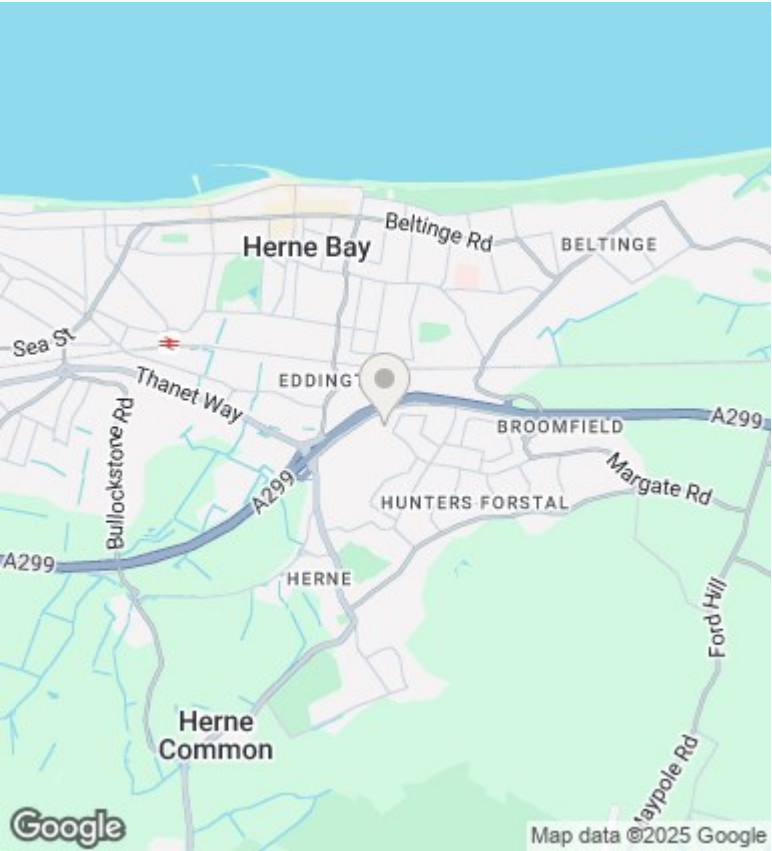 Beltinge Rd
Herne Bay
BELTINGE
Sea St
EDDINGT
Thanet Way
A299
BROOMFIELD
Bullockstone Rd
Margate Rd
A299
HUNTERS FORSTAL
A299
HERNE
Ford Hill
Herne
Common
Maypole Rd
Google
Map data ©2025 Google